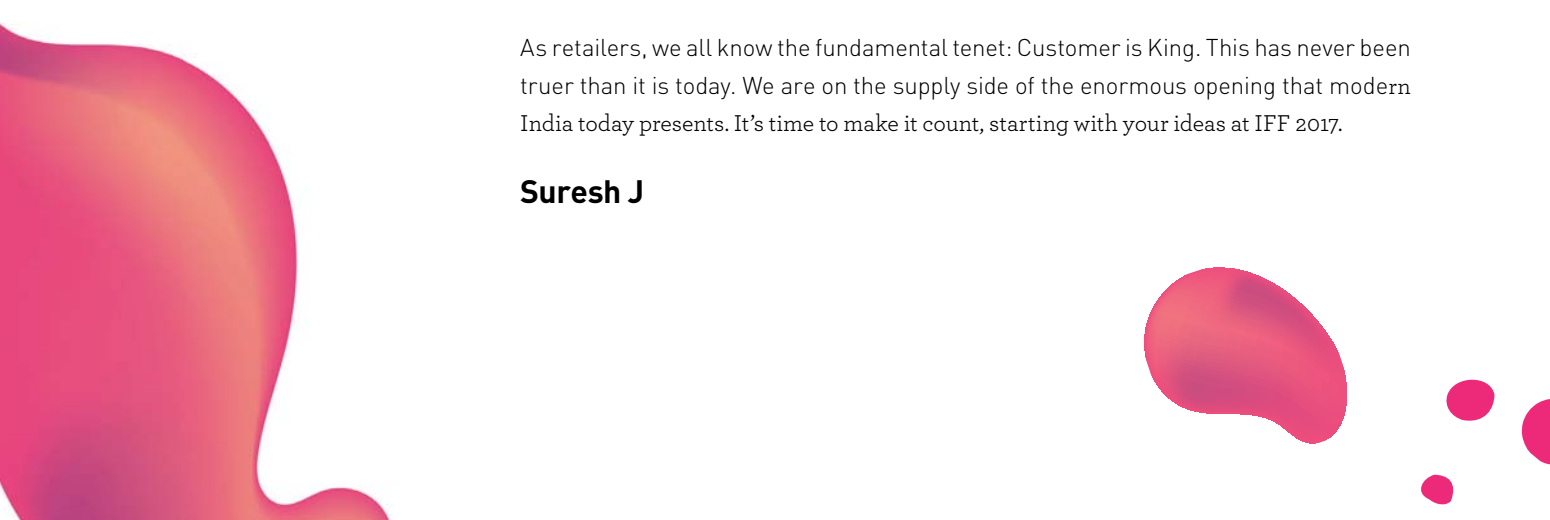 As retailers, we all know the fundamental tenet: Customer is King. This has never been
truer than it is today. We are on the supply side of the enormous opening that modern
India today presents. It’s time to make it count, starting with your ideas at IFF 2017.
Suresh J